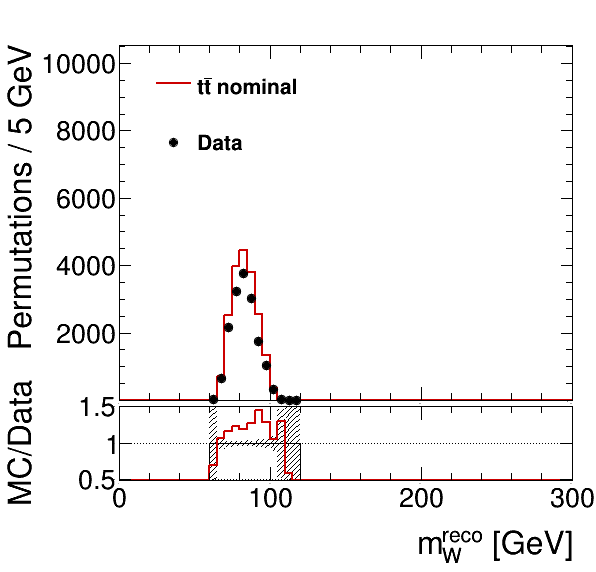 Permutations / 5 GeV
10000
8000
6000
4000
2000
tt̄ nominal
Data
MC/Data
1.5
1
0.5
0 100 200 300
m_W^reco [GeV]